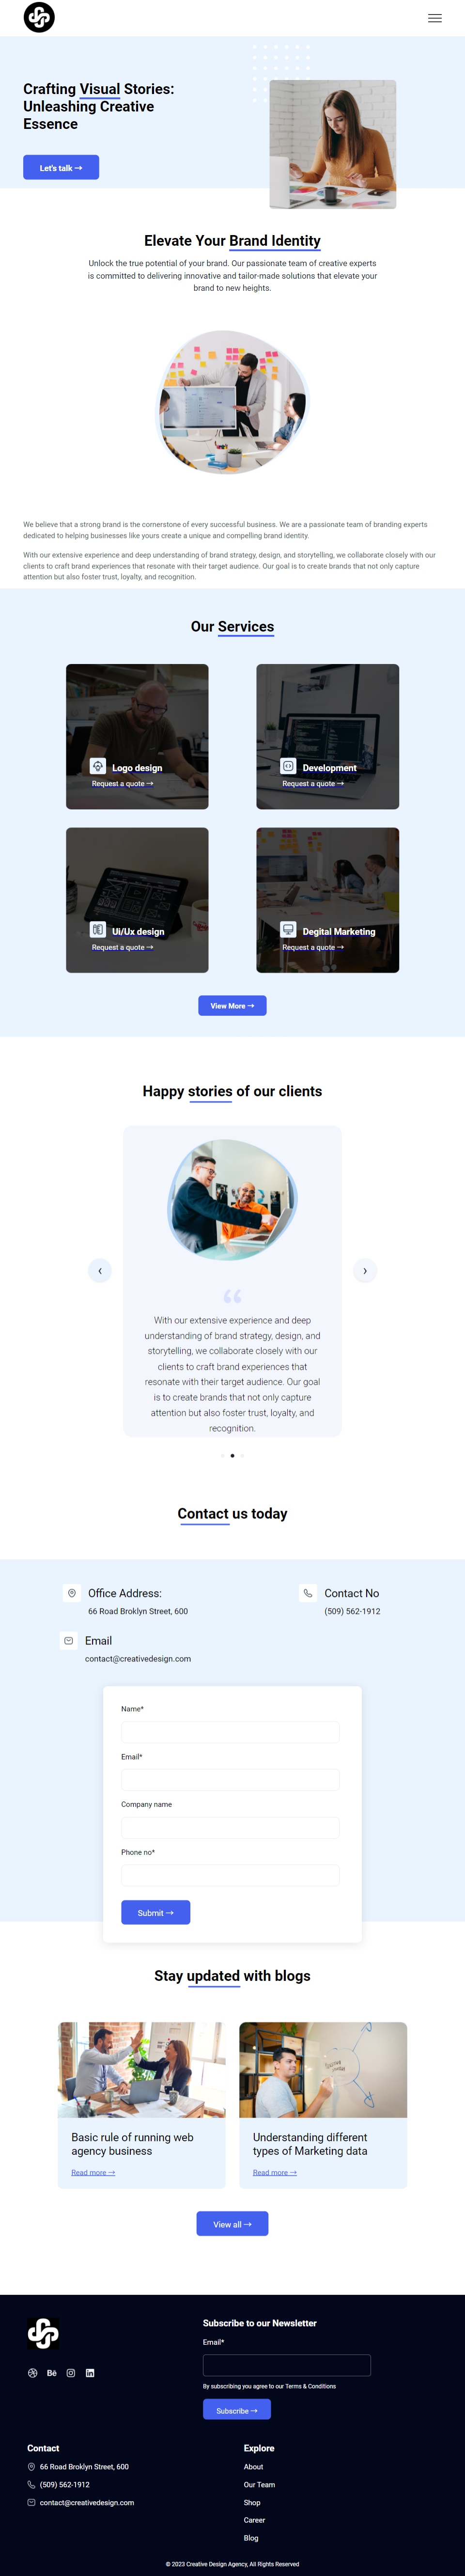 Crafting Visual Stories:
Unleashing Creative
Essence
Let's talk →
Elevate Your Brand Identity
Unlock the true potential of your brand. Our passionate team of creative experts
is committed to delivering innovative and tailor-made solutions that elevate your
brand to new heights.
We believe that a strong brand is the cornerstone of every successful business. We are a passionate team of branding experts
dedicated to helping businesses like yours create a unique and compelling brand identity.
With our extensive experience and deep understanding of brand strategy, design, and storytelling, we collaborate closely with our
clients to craft brand experiences that resonate with their target audience. Our goal is to create brands that not only capture
attention but also foster trust, loyalty, and recognition.
Our Services
Logo design
Request a quote →
Development
Request a quote →
Ui/Ux design
Request a quote →
Degital Marketing
Request a quote →
View More →
Happy stories of our clients
With our extensive experience and deep
understanding of brand strategy, design, and
storytelling, we collaborate closely with our
clients to craft brand experiences that
resonate with their target audience. Our goal
is to create brands that not only capture
attention but also foster trust, loyalty, and
recognition.
Contact us today
Office Address:
66 Road Broklyn Street, 600
Contact No
(509) 562-1912
Email
contact@creativedesign.com
Name*
Email*
Company name
Phone no*
Submit →
Stay updated with blogs
Basic rule of running web
agency business
Read more →
Understanding different
types of Marketing data
Read more →
View all →
Subscribe to our Newsletter
Email*
Bē
By subscribing you agree to our Terms & Conditions
Subscribe →
Contact
66 Road Broklyn Street, 600
(509) 562-1912
contact@creativedesign.com
Explore
About
Our Team
Shop
Career
Blog
© 2023 Creative Design Agency, All Rights Reserved